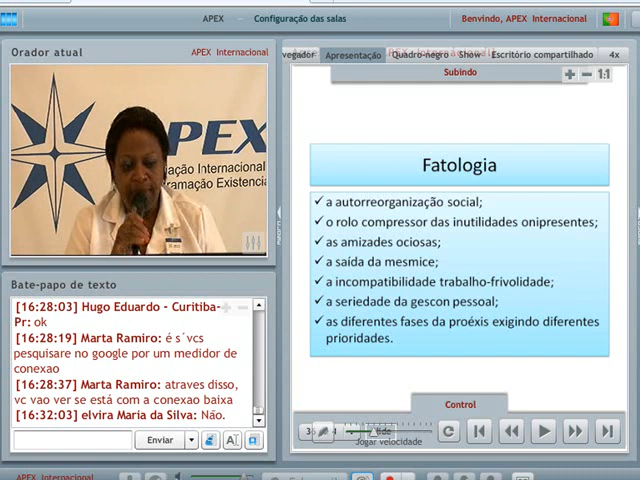 APEX — Configuração das salas
Benvindo, APEX Internacional
Orador atual
APEX Internacional
APEX
ação Internacional
ramação Existencia
Bate-papo de texto
[16:28:03] Hugo Eduardo - Curitiba-
Pr: ok
[16:28:19] Marta Ramiro: é s´vcs
pesquisare no google por um medidor de
conexao
[16:28:37] Marta Ramiro: atraves disso,
vc vao ver se está com a conexao baixa
[16:32:03] elvira Maria da Silva: Não.
Enviar
APEX Internacional
vegador
Apresentação
Quadro-negro
Show
Escritório compartilhado
4x
Subindo
1:1
Fatologia
✓ a autorreorganização social;
✓ o rolo compressor das inutilidades onipresentes;
✓ as amizades ociosas;
✓ a saída da mesmice;
✓ a incompatibilidade trabalho-frivolidade;
✓ a seriedade da gescon pessoal;
✓ as diferentes fases da proéxis exigindo diferentes
prioridades.
Control
Jogar velocidade